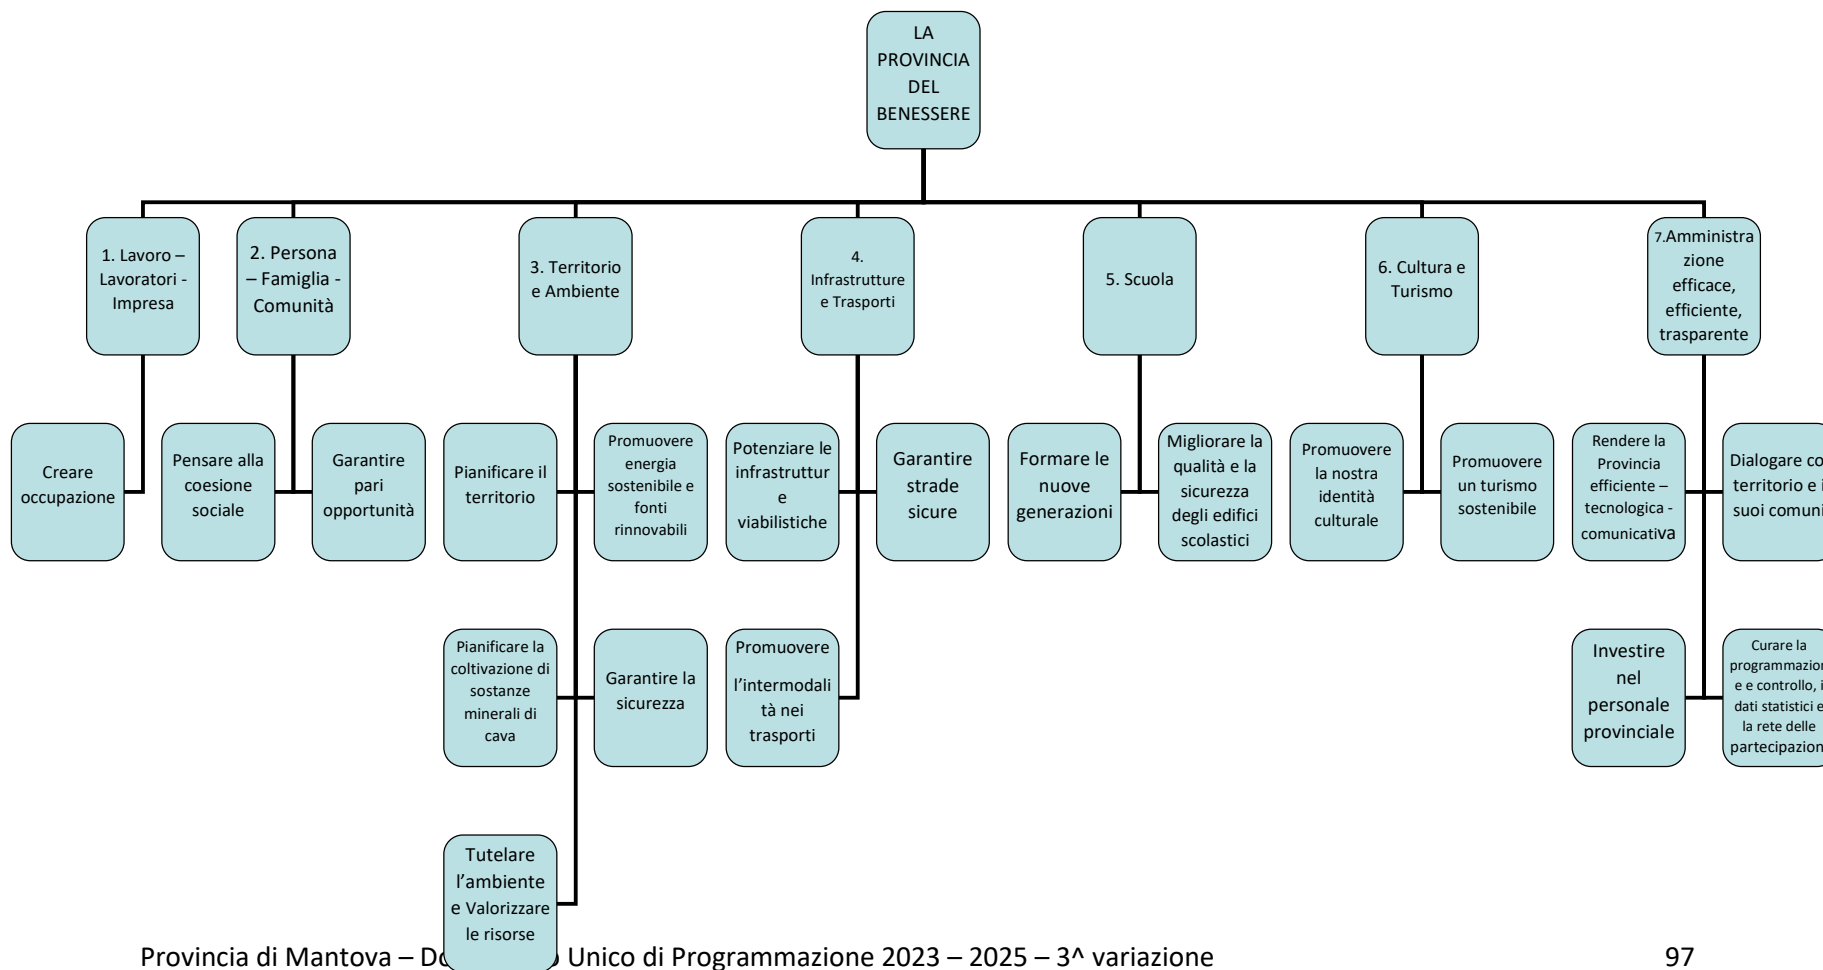 LA
PROVINCIA
DEL
BENESSERE
1. Lavoro –
Lavoratori -
Impresa
2. Persona
– Famiglia -
Comunità
3. Territorio
e Ambiente
4.
Infrastrutture
e Trasporti
5. Scuola
6. Cultura e
Turismo
7.Amministra
zione
efficace,
efficiente,
trasparente
Creare
occupazione
Pensare alla
coesione
sociale
Garantire
pari
opportunità
Pianificare il
territorio
Promuovere
energia
sostenibile e
fonti
rinnovabili
Potenziare le
infrastruttur
e
viabilistiche
Garantire
strade
sicure
Formare le
nuove
generazioni
Migliorare la
qualità e la
sicurezza
degli edifici
scolastici
Promuovere
la nostra
identità
culturale
Promuovere
un turismo
sostenibile
Rendere la
Provincia
efficiente –
tecnologica -
comunicativa
Dialogare co
territorio e i
suoi comuni
Pianificare la
coltivazione di
sostanze
minerali di
cava
Garantire la
sicurezza
Promuovere
l’intermodali
tà nei
trasporti
Investire
nel
personale
provinciale
Curare la
programmazion
e e controllo, i
dati statistici e
la rete delle
partecipazion
Tutelare
l’ambiente
e Valorizzare
le risorse
Provincia di Mantova – Do Unico di Programmazione 2023 – 2025 – 3^ variazione 97